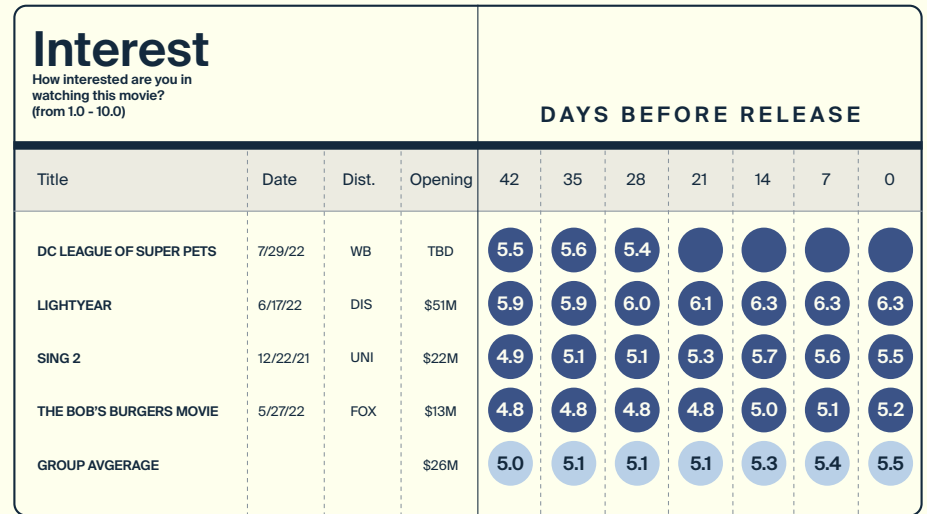 Interest
How interested are you in
watching this movie?
(from 1.0 - 10.0)
DAYS BEFORE RELEASE
Title Date Dist. Opening 42 35 28 21 14 7 0
DC LEAGUE OF SUPER PETS 7/29/22 WB TBD 5.5 5.6 5.4
LIGHTYEAR 6/17/22 DIS $51M 5.9 5.9 6.0 6.1 6.3 6.3 6.3
SING 2 12/22/21 UNI $22M 4.9 5.1 5.1 5.3 5.7 5.6 5.5
THE BOB'S BURGERS MOVIE 5/27/22 FOX $13M 4.8 4.8 4.8 4.8 5.0 5.1 5.2
GROUP AVGERAGE $26M 5.0 5.1 5.1 5.1 5.3 5.4 5.5